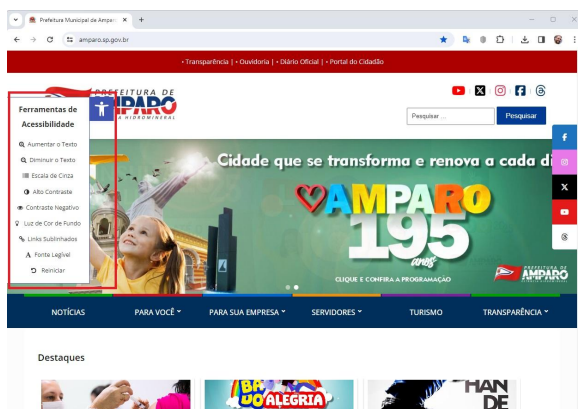 Prefeitura Municipal de Ampar
amparo.sp.gov.br
• Transparência | • Ouvidoria | • Diário Oficial | • Portal do Cidadão
PREFEITURA DE
AMPARO
HIDROMINERAL
Pesquisar ...
Pesquisar
Ferramentas de
Acessibilidade
Aumentar o Texto
Diminuir o Texto
Escala de Cinza
Alto Contraste
Contraste Negativo
Luz de Cor de Fundo
Links Sublinhados
Fonte Legível
Reiniciar
Cidade que se transforma e renova a cada di
AMPARO
195
anos
CLIQUE E CONFIRA A PROGRAMAÇÃO
PREFEITURA DE
AMPARO
NOTÍCIAS
PARA VOCÊ
PARA SUA EMPRESA
SERVIDORES
TURISMO
TRANSPARÊNCIA
Destaques
ALEGRIA
HAN
DE